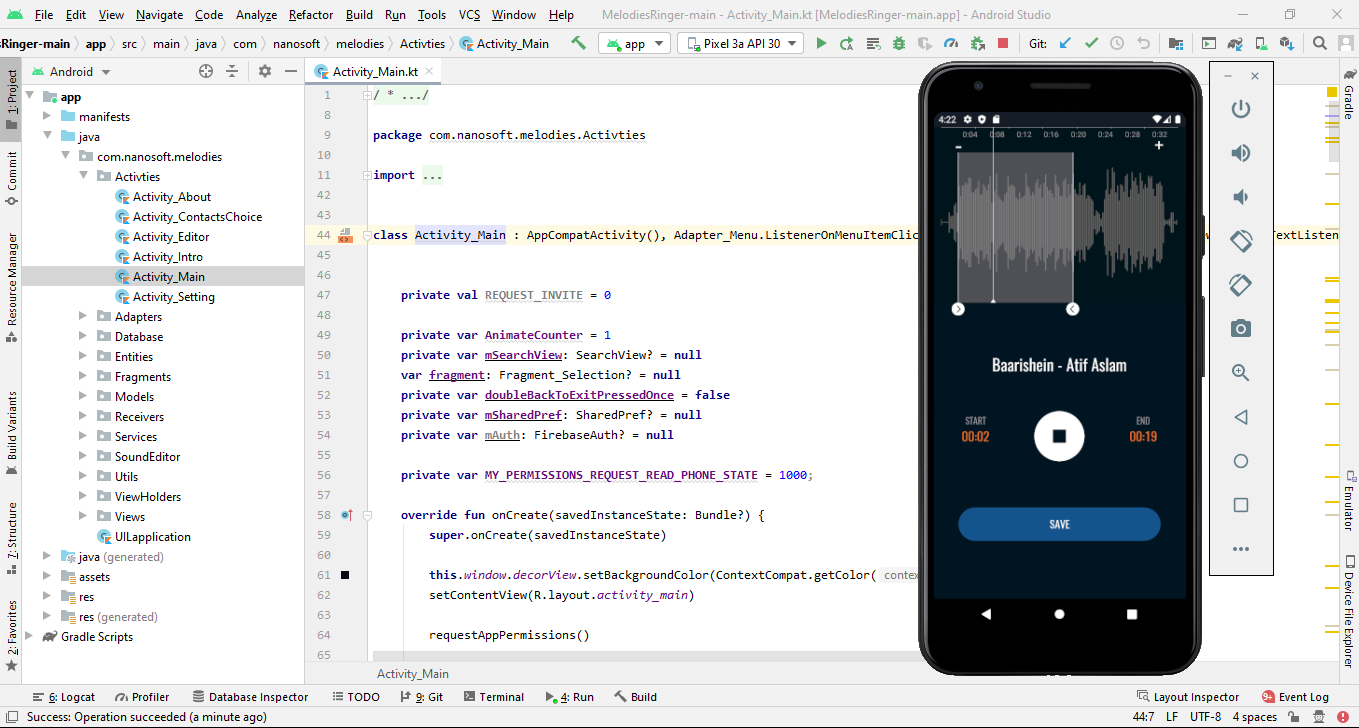 File Edit View Navigate Code Analyze Refactor Build Run Tools VCS Window Help MelodiesRinger-main - Activity_Main.kt [MelodiesRinger-main.app] - Android Studio
sRinger-main app src main java com nanosoft melodies Activties Activity_Main app Pixel 3a API 30 Git:
1: Project
Commit
Resource Manager
Build Variants
7: Structure
2: Favorites
Android
app
manifests
java
com.nanosoft.melodies
Activties
Activity_About
Activity_ContactsChoice
Activity_Editor
Activity_Intro
Activity_Main
Activity_Setting
Adapters
Database
Entities
Fragments
Models
Receivers
Services
SoundEditor
Utils
ViewHolders
Views
UILapplication
java (generated)
assets
res
res (generated)
Gradle Scripts
Activity_Main.kt
1 / * .../
8
9 package com.nanosoft.melodies.Activties
10
11 import ...
42
43
44 class Activity_Main : AppCompatActivity(), Adapter_Menu.ListenerOnMenuItemClic TextListen
45
46
47 private val REQUEST_INVITE = 0
48
49 private var AnimateCounter = 1
50 private var mSearchView: SearchView? = null
51 var fragment: Fragment_Selection? = null
52 private var doubleBackToExitPressedOnce = false
53 private var mSharedPref: SharedPref? = null
54 private var mAuth: FirebaseAuth? = null
55
56 private var MY_PERMISSIONS_REQUEST_READ_PHONE_STATE = 1000;
57
58 override fun onCreate(savedInstanceState: Bundle?) {
59 super.onCreate(savedInstanceState)
60
61 this.window.decorView.setBackgroundColor(ContextCompat.getColor( contex
62 setContentView(R.layout.activity_main)
63
64 requestAppPermissions()
65
Activity_Main
4:22
0:04 0:08 0:12 0:16 0:20 0:24 0:28 0:32
- +
Baarishein - Atif Aslam
START END
00:02 00:19
SAVE
Gradle
Emulator
Device File Explorer
6: Logcat Profiler Database Inspector TODO 9: Git Terminal 4: Run Build Layout Inspector 9+ Event Log
Success: Operation succeeded (a minute ago) 44:7 LF UTF-8 4 spaces